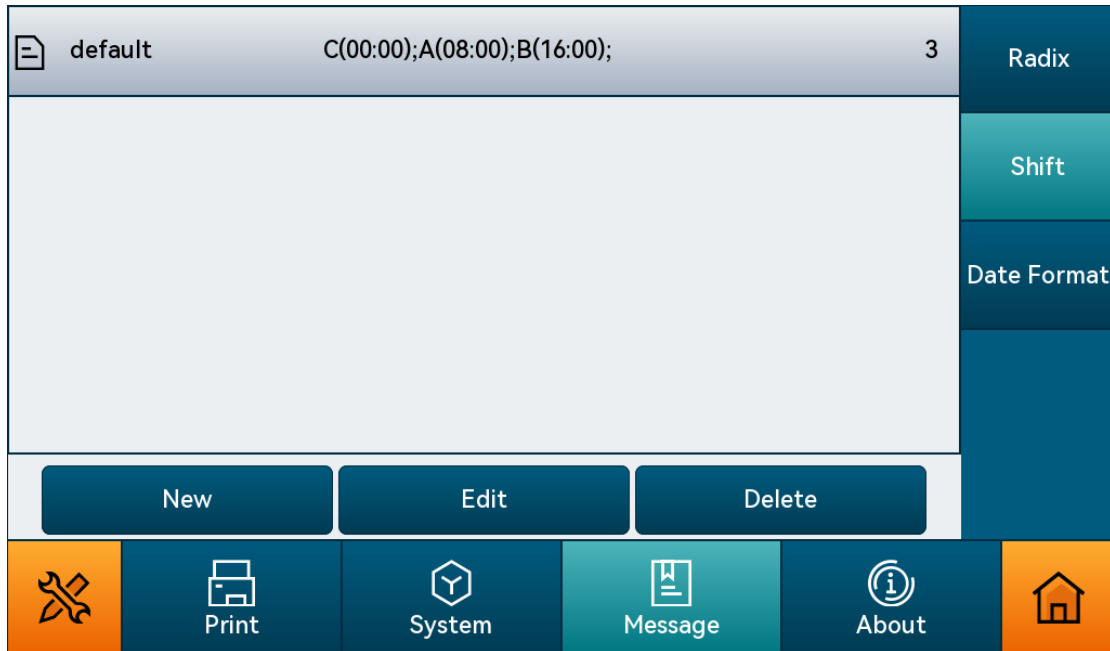 default C(00:00);A(08:00);B(16:00); 3
Radix
Shift
Date Format
New Edit Delete
Print System Message About